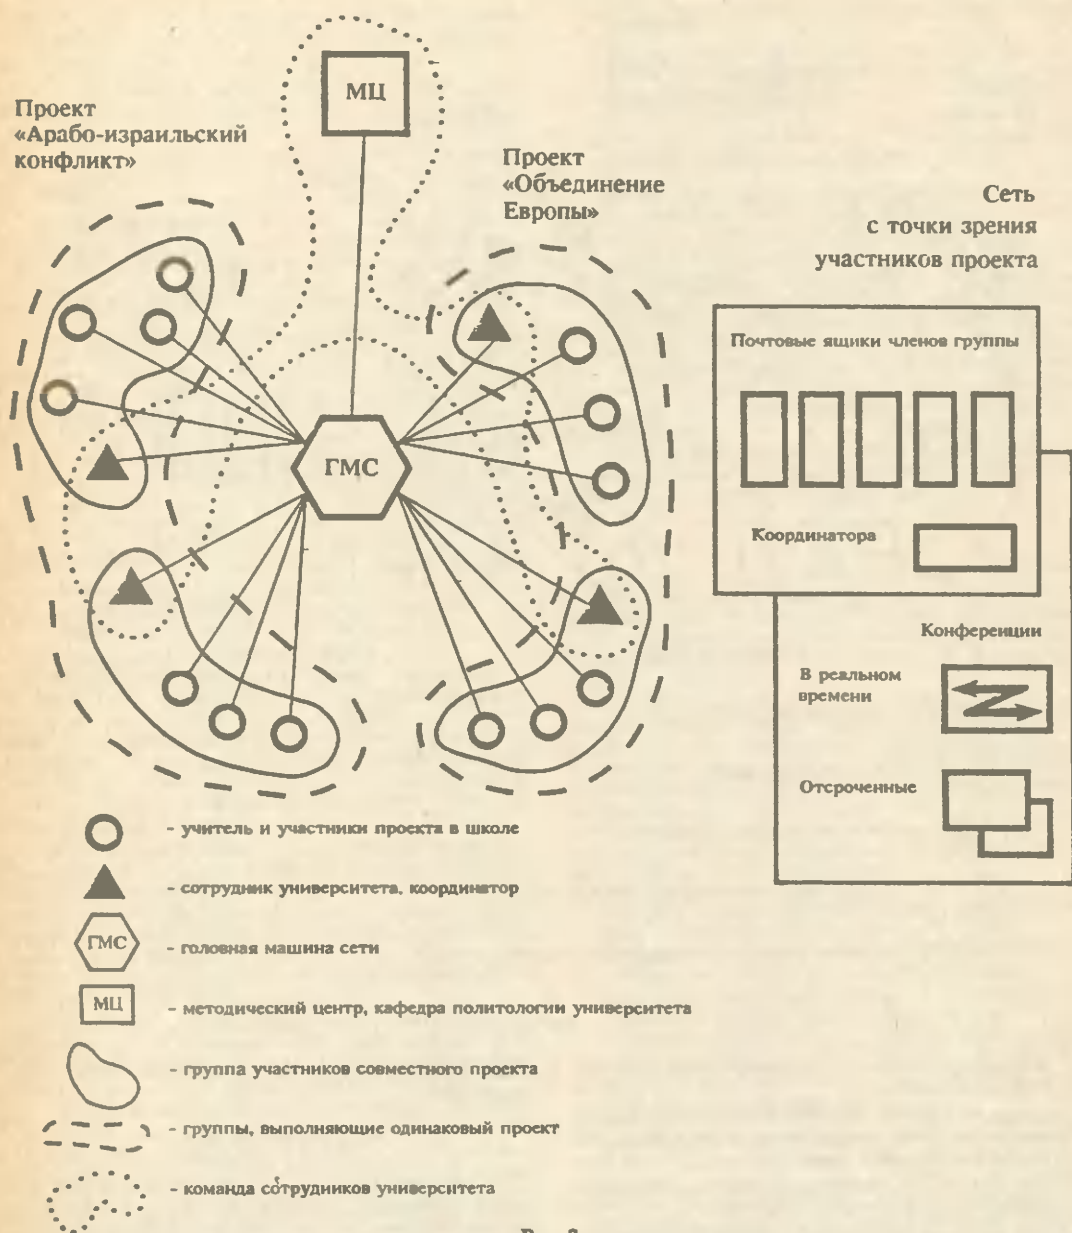 МЦ
Проект
«Арабо-израильский
конфликт»
Проект
«Объединение
Европы»
Сеть
с точки зрения
участников проекта
Почтовые ящики членов группы
ГМС
Координатора
Конференции
В реальном
времени
Отсроченные
- учитель и участники проекта в школе
- сотрудник университета, координатор
ГМС - головная машина сети
МЦ - методический центр, кафедра политологии университета
- группа участников совместного проекта
- группы, выполняющие одинаковый проект
- команда сотрудников университета